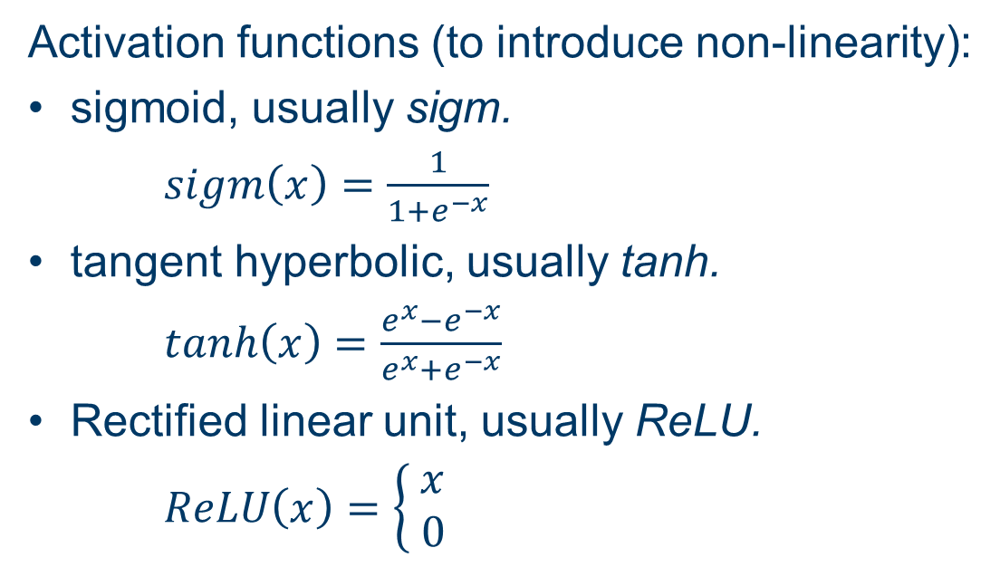 Activation functions (to introduce non-linearity):
• sigmoid, usually sigm.
sigm(x) = \frac{1}{1+e^{-x}}
• tangent hyperbolic, usually tanh.
tanh(x) = \frac{e^{x}-e^{-x}}{e^{x}+e^{-x}}
• Rectified linear unit, usually ReLU.
ReLU(x) = \begin{cases} x \\ 0 \end{cases}